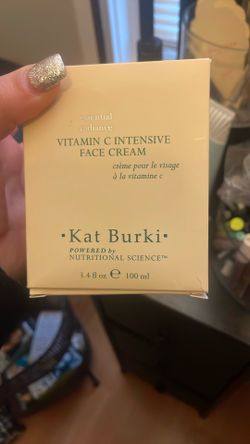 essential
radiance
VITAMIN C INTENSIVE
FACE CREAM
crème pour le visage
à la vitamine c
·Kat Burki·
POWERED by
NUTRITIONAL SCIENCE™
3.4 fl oz ℮ 100 ml